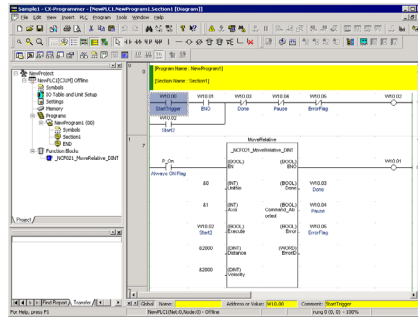 Sample1 - CX-Programmer - [NewPLC1.NewProgram1.Section1 [Diagram]]
File Edit View Insert PLC Program Tools Window Help
NewProject
NewPLC1[CJ1M] Offline
Symbols
IO Table and Unit Setup
Settings
Memory
Programs
NewProgram1 (00)
Symbols
Section1
END
Function Blocks
_NCF021_MoveRelative_DINT
Project
Find Report
Transfer
0
[Program Name : NewProgram1]
[Section Name : Section1]
W10.00 W10.01 W10.03 W10.04 W10.05 W10.02
StartTrigger ENO Done Pause ErrorFlag
W10.02
Start2
1
7
MoveRelative
_NCF021_MoveRelative_DINT
P_On (BOOL) EN (BOOL) ENO W10.01
Always ON Flag
&0 (INT) UnitNo (BOOL) Done W10.03 Done
&1 (INT) Axis (BOOL) Command_Aborted W10.04 Pause
W10.02 Start2 (BOOL) Execute (BOOL) Error W10.05 ErrorFlag
&2000 (DINT) Distance (WORD) ErrorID
&2000 (DINT) Velocity
Global Name: Address or Value: W10.00 Comment: StartTrigger
For Help, press F1 NewPLC1(Net:0,Node:0) - Offline rung 0 (0, 0) - 100%